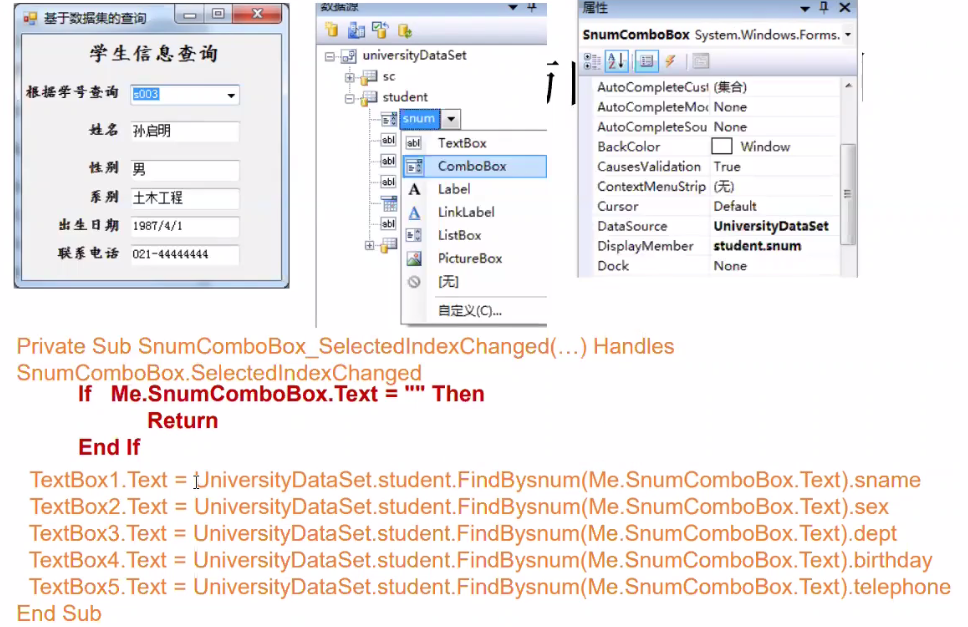 基于数据集的查询
学生信息查询
根据学号查询 s003
姓名 孙启明
性别 男
系别 土木工程
出生日期 1987/4/1
联系电话 021-44444444
数据源
universityDataSet
sc
student
snum
abl TextBox
ComboBox
A Label
A LinkLabel
ListBox
PictureBox
[无]
自定义(C)...
abl
abl
abl
abl
属性
SnumComboBox System.Windows.Forms.
AutoCompleteCust (集合)
AutoCompleteMod None
AutoCompleteSou None
BackColor Window
CausesValidation True
ContextMenuStrip (无)
Cursor Default
DataSource UniversityDataSet
DisplayMember student.snum
Dock None
Private Sub SnumComboBox_SelectedIndexChanged(…) Handles
SnumComboBox.SelectedIndexChanged
If Me.SnumComboBox.Text = "" Then
Return
End If
TextBox1.Text = UniversityDataSet.student.FindBysnum(Me.SnumComboBox.Text).sname
TextBox2.Text = UniversityDataSet.student.FindBysnum(Me.SnumComboBox.Text).sex
TextBox3.Text = UniversityDataSet.student.FindBysnum(Me.SnumComboBox.Text).dept
TextBox4.Text = UniversityDataSet.student.FindBysnum(Me.SnumComboBox.Text).birthday
TextBox5.Text = UniversityDataSet.student.FindBysnum(Me.SnumComboBox.Text).telephone
End Sub